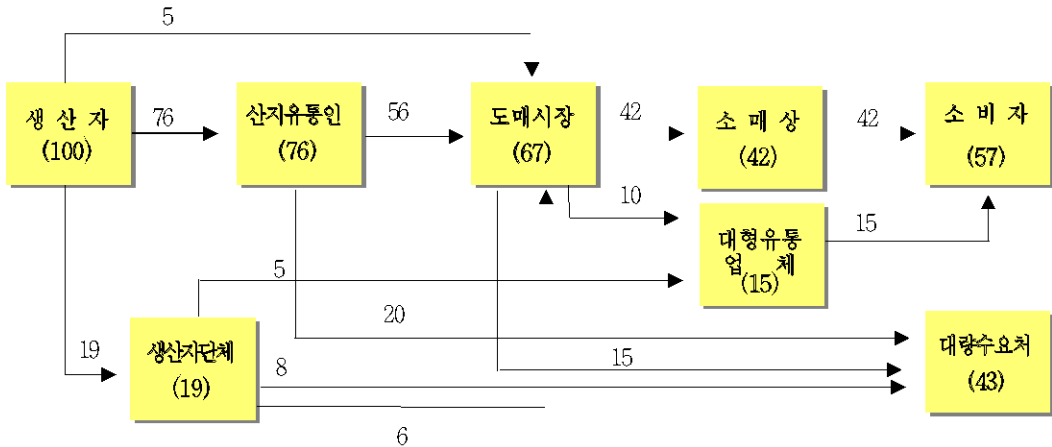 5
생 산 자
(100)
76
산지유통인
(76)
56
도매시장
(67)
42
소 매 상
(42)
42
소 비 자
(57)
10
대형유통
업 체
(15)
15
5
20
19
생산자단체
(19)
8
15
대량수요처
(43)
6